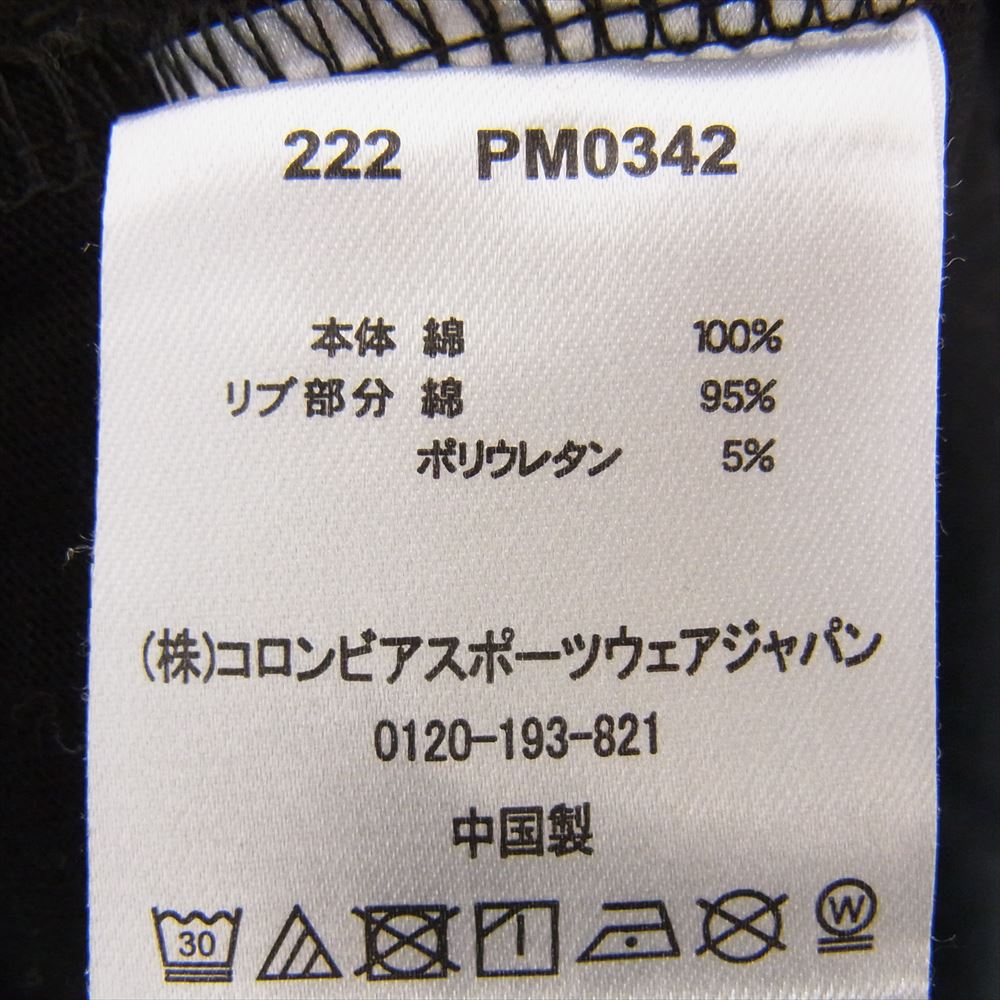 222 PM0342
本体 綿 100%
リブ部分 綿 95%
ポリウレタン 5%
(株)コロンビアスポーツウェアジャパン
0120-193-821
中国製
30 W